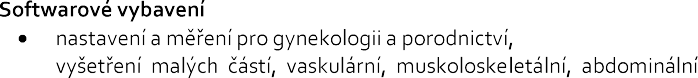 Softwarové vybavení
• nastavení a měření pro gynekologii a porodnictví,
vyšetření malých částí, vaskulární, muskoloskeletální, abdominální